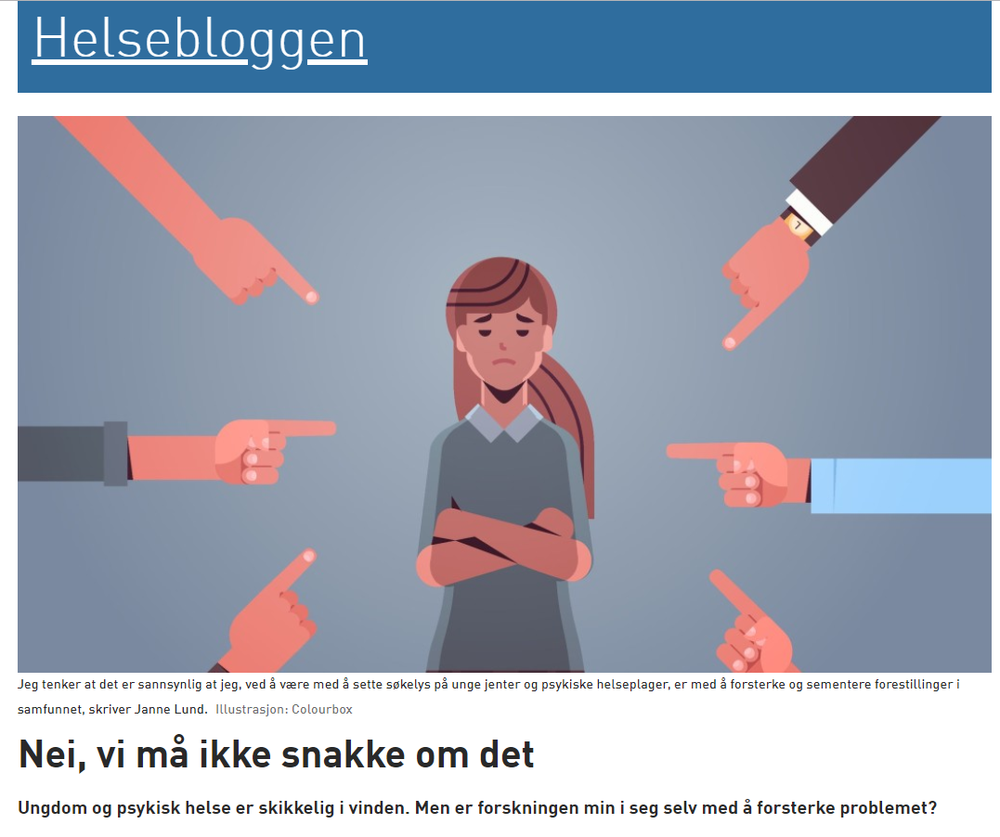 Helsebloggen
Jeg tenker at det er sannsynlig at jeg, ved å være med å sette søkelys på unge jenter og psykiske helseplager, er med å forsterke og sementere forestillinger i
samfunnet, skriver Janne Lund. Illustrasjon: Colourbox
Nei, vi må ikke snakke om det
Ungdom og psykisk helse er skikkelig i vinden. Men er forskningen min i seg selv med å forsterke problemet?